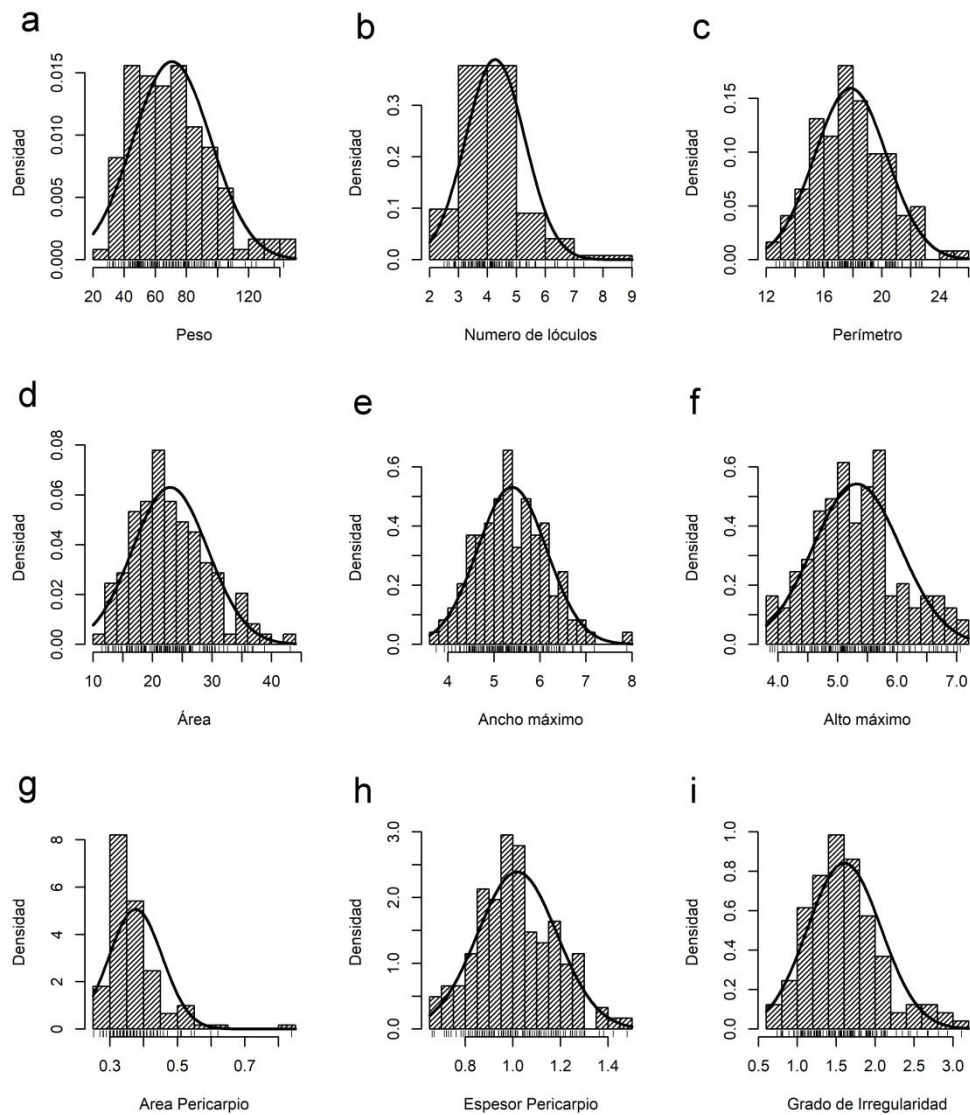 a
b
c
Densidad
0.000 0.005 0.010 0.015
20 40 60 80 100 140
Peso
Densidad
0.0 0.1 0.2 0.3
2 3 4 5 6 7 8 9
Numero de lóculos
Densidad
0.00 0.05 0.10 0.15
12 16 20 24
Perímetro
d
e
f
Densidad
0.00 0.02 0.04 0.06 0.08
10 20 30 40
Área
Densidad
0.0 0.2 0.4 0.6
4 5 6 7 8
Ancho máximo
Densidad
0.0 0.2 0.4 0.6
4.0 5.0 6.0 7.0
Alto máximo
g
h
i
Densidad
0 2 4 6 8
0.3 0.5 0.7
Area Pericarpio
Densidad
0.0 1.0 2.0 3.0
0.8 1.0 1.2 1.4
Espesor Pericarpio
Densidad
0.0 0.2 0.4 0.6 0.8 1.0
0.5 1.0 1.5 2.0 2.5 3.0
Grado de Irregularidad